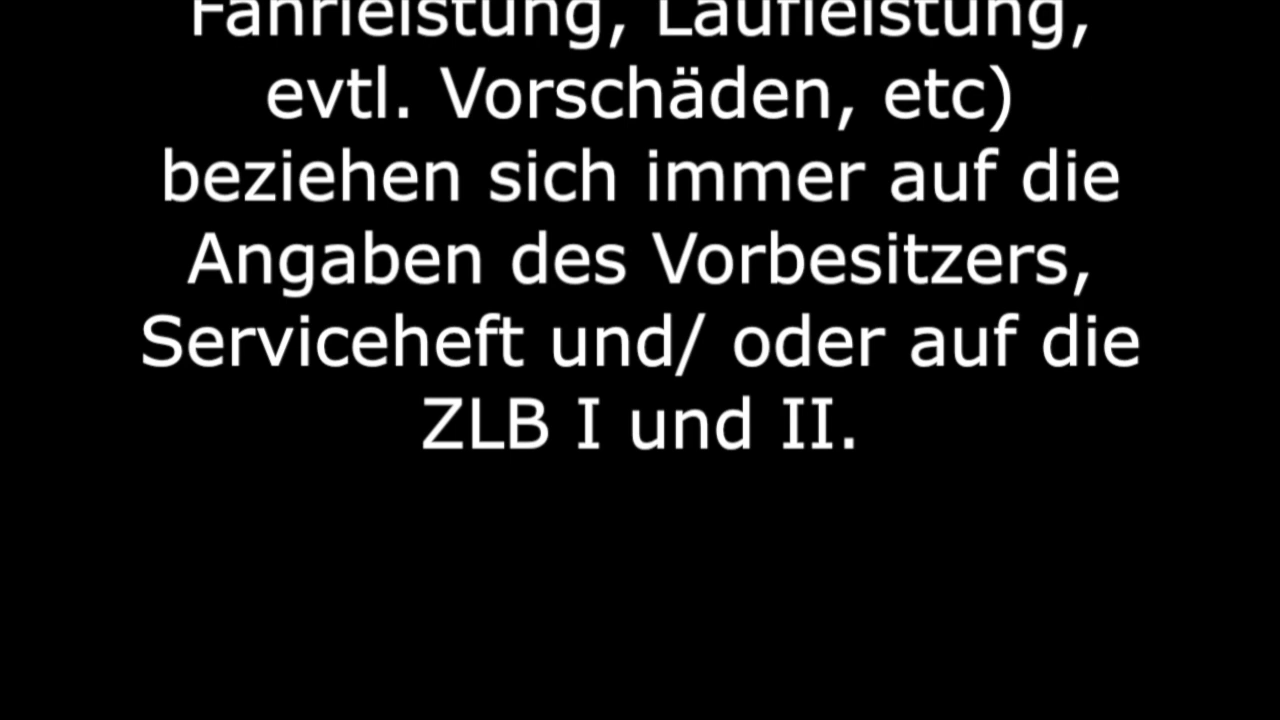 Fahrleistung, Laufleistung,
evtl. Vorschäden, etc)
beziehen sich immer auf die
Angaben des Vorbesitzers,
Serviceheft und/ oder auf die
ZLB I und II.